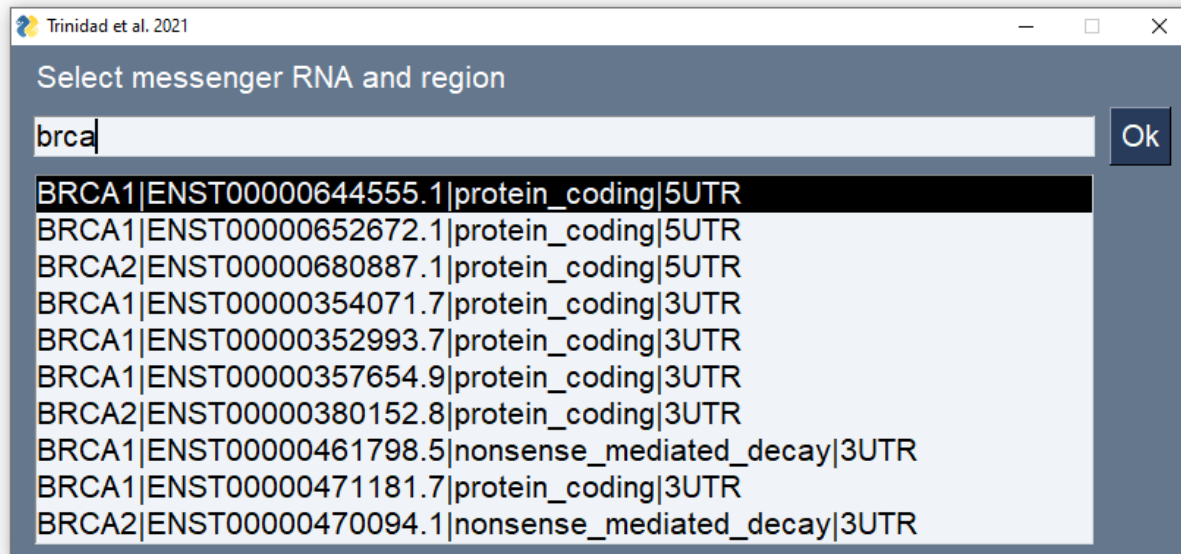 Trinidad et al. 2021
Select messenger RNA and region
brca
Ok
BRCA1|ENST00000644555.1|protein_coding|5UTR
BRCA1|ENST00000652672.1|protein_coding|5UTR
BRCA2|ENST00000680887.1|protein_coding|5UTR
BRCA1|ENST00000354071.7|protein_coding|3UTR
BRCA1|ENST00000352993.7|protein_coding|3UTR
BRCA1|ENST00000357654.9|protein_coding|3UTR
BRCA2|ENST00000380152.8|protein_coding|3UTR
BRCA1|ENST00000461798.5|nonsense_mediated_decay|3UTR
BRCA1|ENST00000471181.7|protein_coding|3UTR
BRCA2|ENST00000470094.1|nonsense_mediated_decay|3UTR